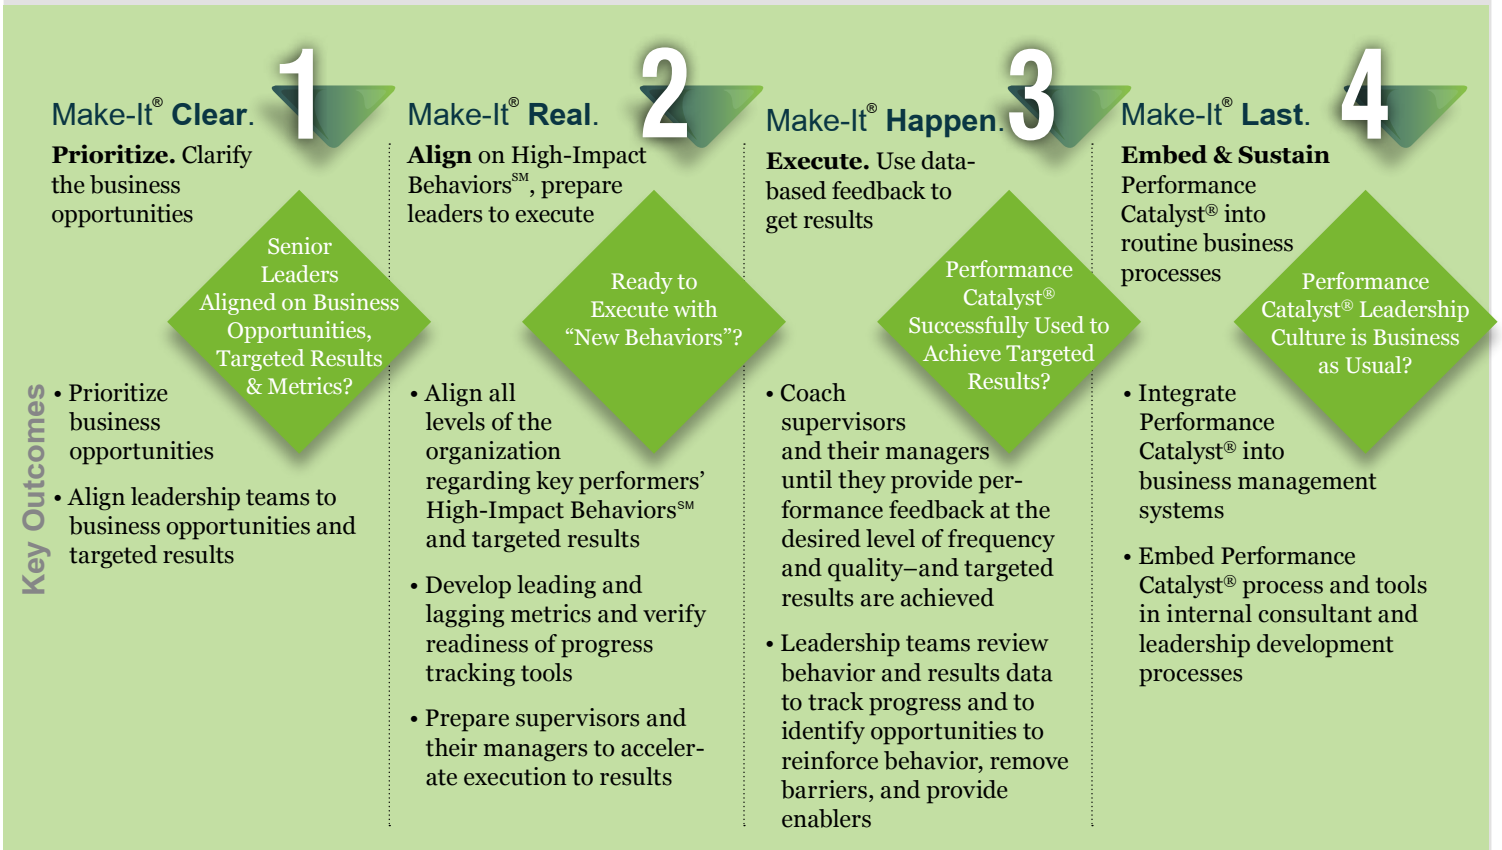 1
Make-It® Clear.
Prioritize. Clarify
the business
opportunities
Senior
Leaders
Aligned on Business
Opportunities,
Targeted Results
& Metrics?
Key Outcomes
• Prioritize
business
opportunities
• Align leadership teams to
business opportunities and
targeted results
2
Make-It® Real.
Align on High-Impact
Behaviors℠, prepare
leaders to execute
Ready to
Execute with
“New Behaviors”?
• Align all
levels of the
organization
regarding key performers’
High-Impact Behaviors℠
and targeted results
• Develop leading and
lagging metrics and verify
readiness of progress
tracking tools
• Prepare supervisors and
their managers to acceler-
ate execution to results
3
Make-It® Happen.
Execute. Use data-
based feedback to
get results
Performance
Catalyst®
Successfully Used to
Achieve Targeted
Results?
• Coach
supervisors
and their managers
until they provide per-
formance feedback at the
desired level of frequency
and quality–and targeted
results are achieved
• Leadership teams review
behavior and results data
to track progress and to
identify opportunities to
reinforce behavior, remove
barriers, and provide
enablers
4
Make-It® Last.
Embed & Sustain
Performance
Catalyst® into
routine business
processes
Performance
Catalyst® Leadership
Culture is Business
as Usual?
• Integrate
Performance
Catalyst® into
business management
systems
• Embed Performance
Catalyst® process and tools
in internal consultant and
leadership development
processes